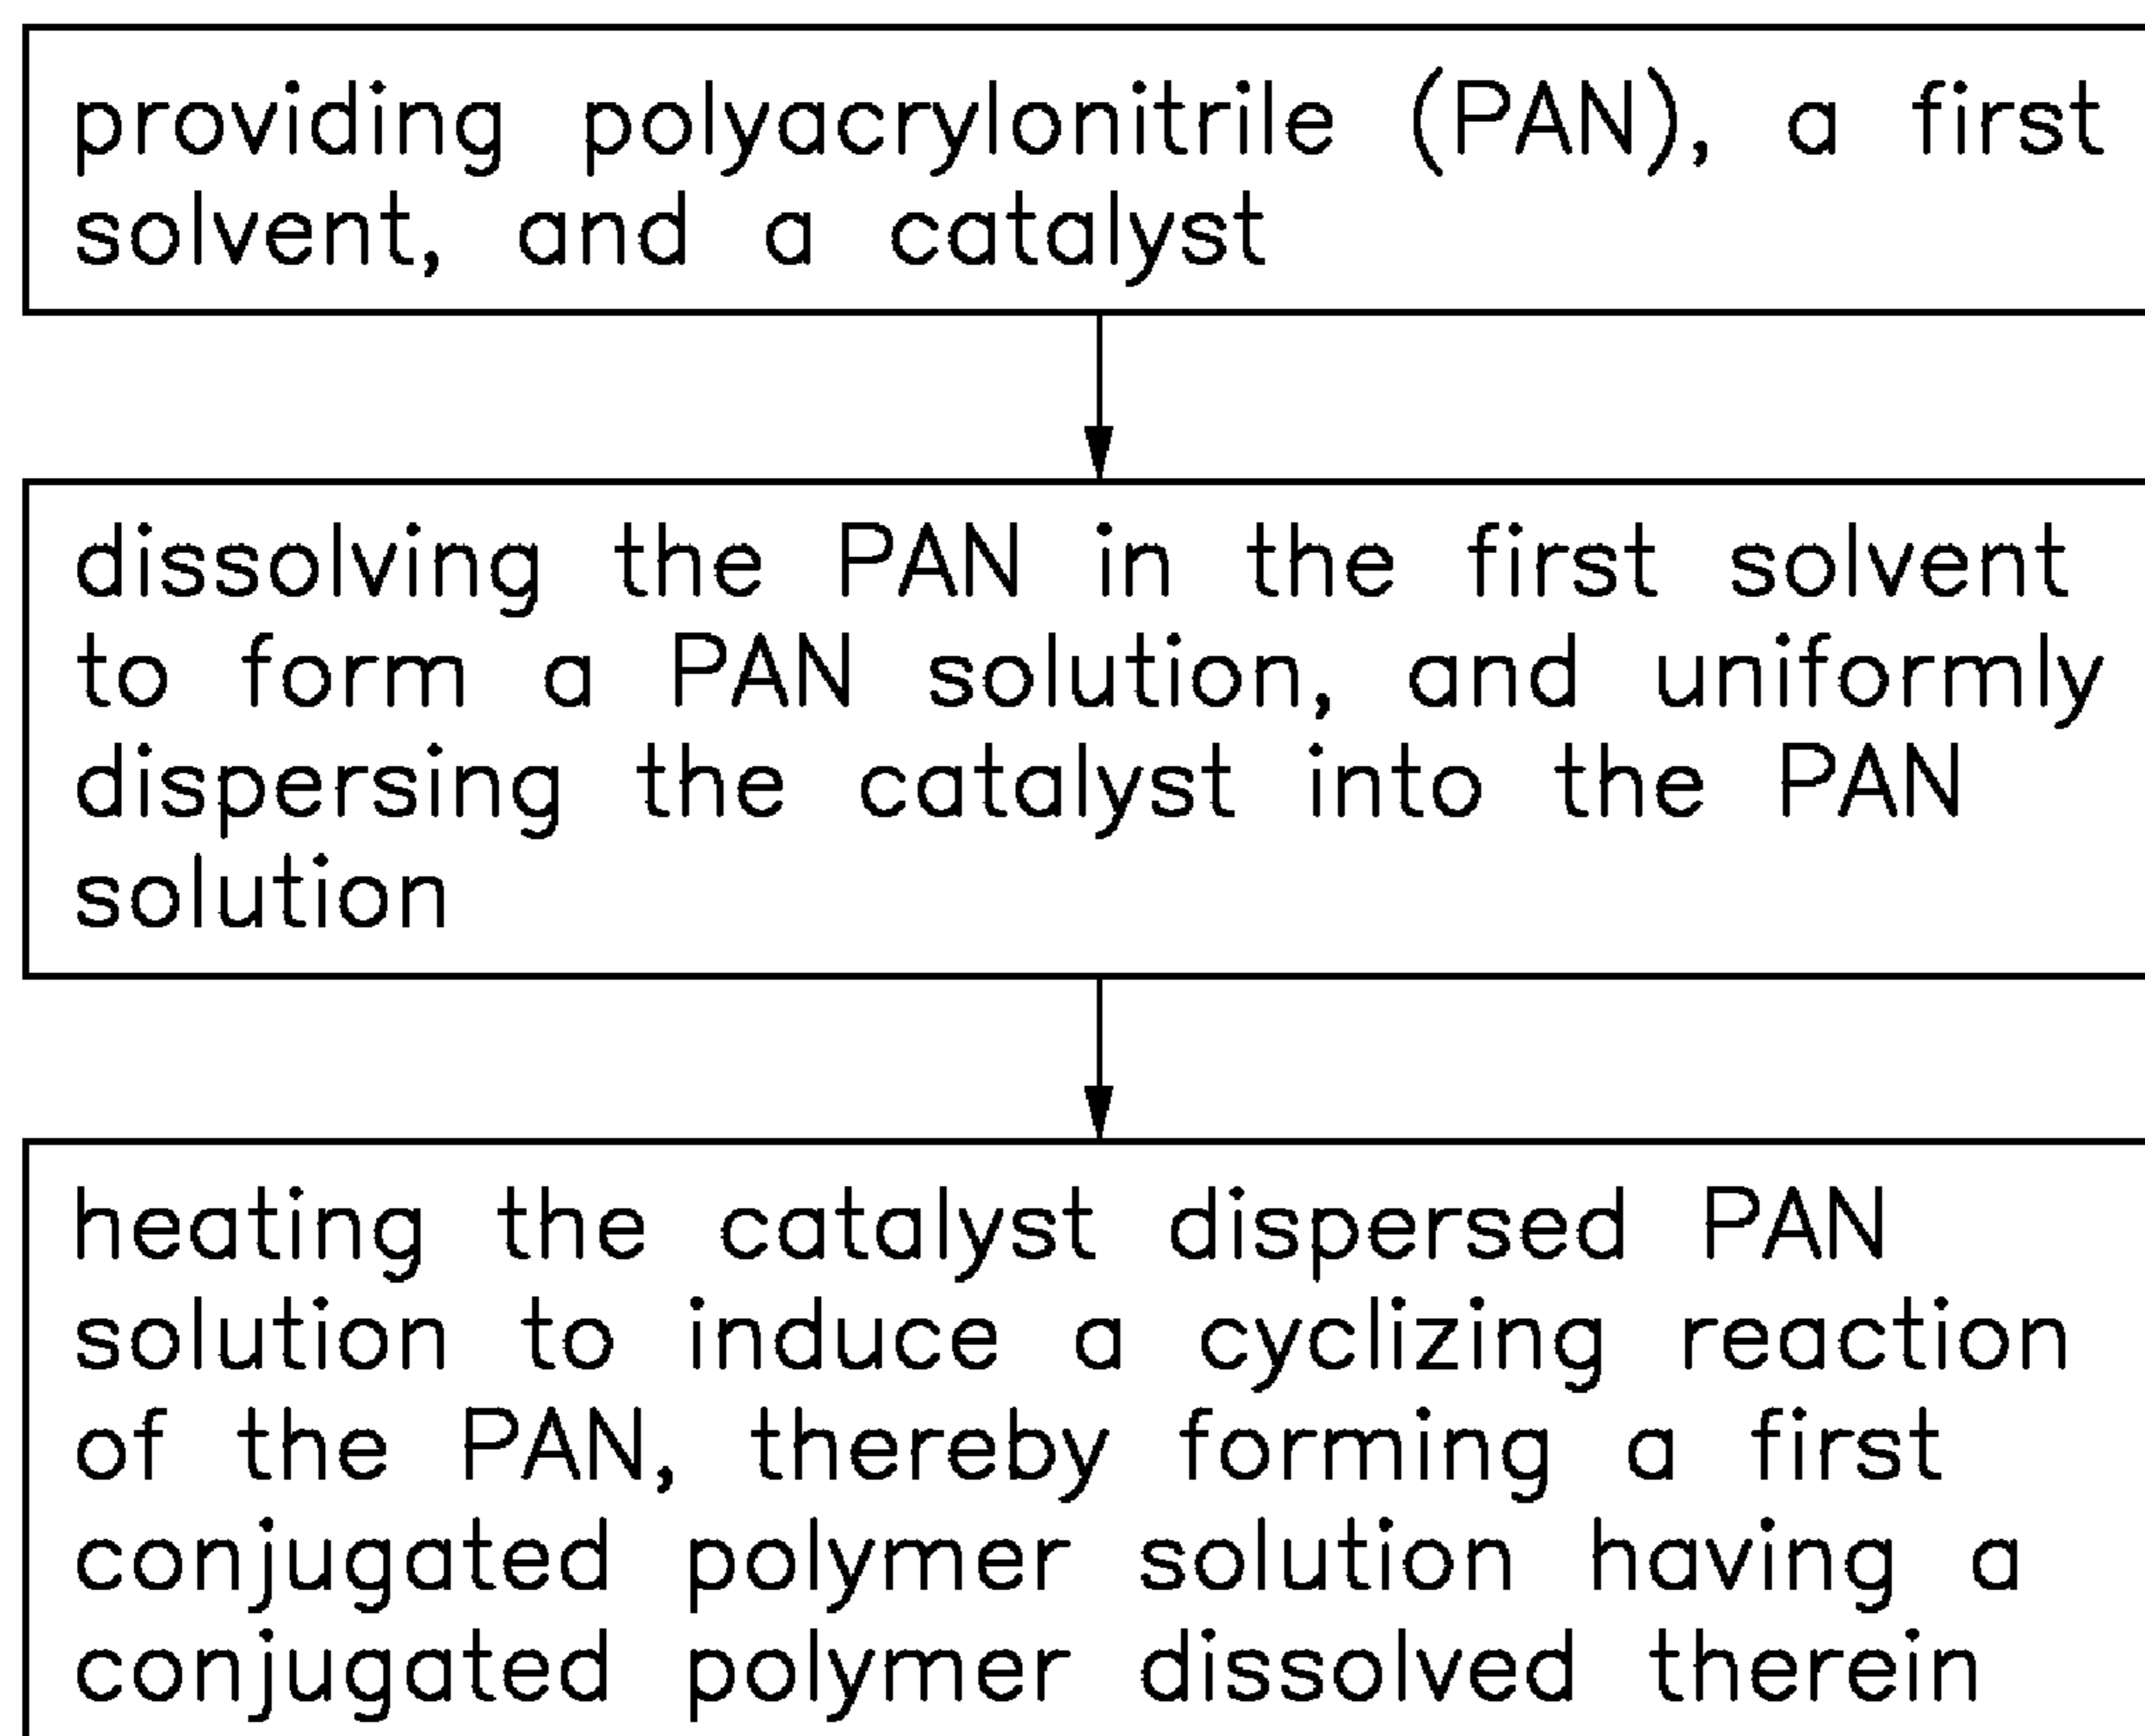 providing polyacrylonitrile (PAN), a first
solvent, and a catalyst
dissolving the PAN in the first solvent
to form a PAN solution, and uniformly
dispersing the catalyst into the PAN
solution
heating the catalyst dispersed PAN
solution to induce a cyclizing reaction
of the PAN, thereby forming a first
conjugated polymer solution having a
conjugated polymer dissolved therein